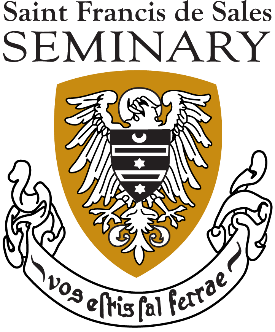 Saint Francis de Sales
SEMINARY
vos eſtis ſal terrae